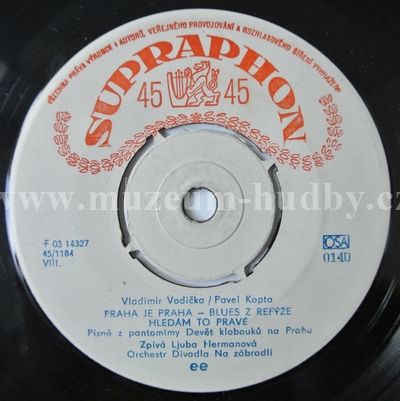 VŠECHNA PRÁVA VÝROBCE I AUTORŮ VEŘEJNÉHO PROVOZOVÁNÍ A ROZHLASOVÉHO ŠÍŘENÍ VYHRAZENA
SUPRAPHON
45 45
www.muzeum-hudby.cz
F 03 14327
45/1184
VIII.
OSA
0140
Vladimír Vodička / Pavel Kopta
PRAHA JE PRAHA — BLUES Z REFÝŽE
HLEDÁM TO PRAVÉ
Písně z pantomimy Devět klobouků na Prahu
Zpívá Ljuba Hermanová
Orchestr Divadla Na zábradlí
ee